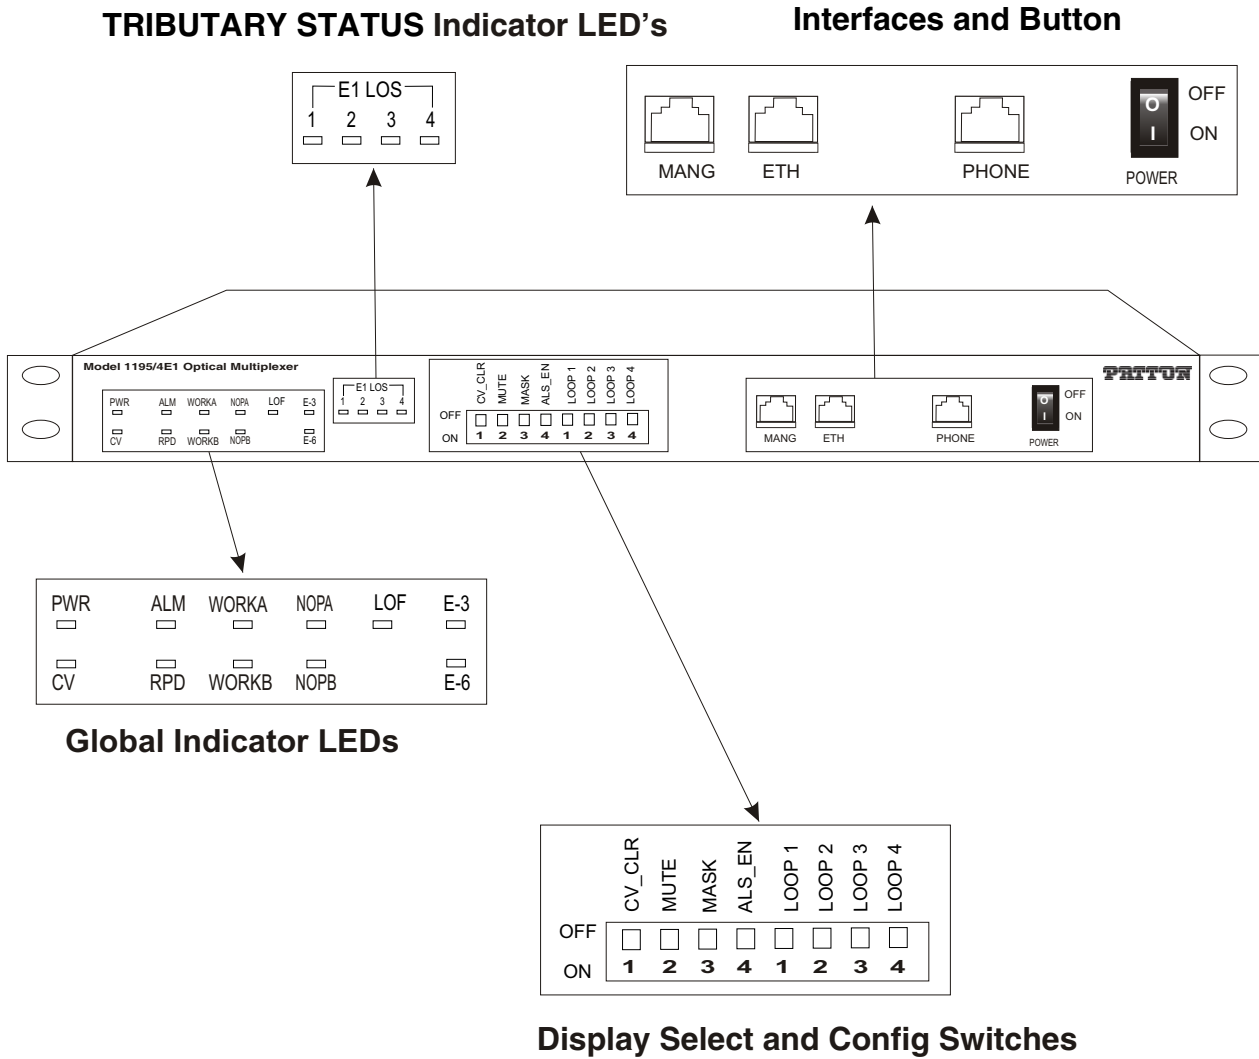 TRIBUTARY STATUS Indicator LED's
Interfaces and Button
E1 LOS
1 2 3 4
MANG ETH PHONE
O
I
OFF
ON
POWER
Model 1195/4E1 Optical Multiplexer
PWR ALM WORKA NOPA LOF E-3
CV RPD WORKB NOPB E-6
E1 LOS
1 2 3 4
CV_CLR MUTE MASK ALS_EN LOOP 1 LOOP 2 LOOP 3 LOOP 4
OFF
ON 1 2 3 4 1 2 3 4
MANG ETH PHONE
O
I
OFF
ON
POWER
PATTON
PWR ALM WORKA NOPA LOF E-3
CV RPD WORKB NOPB E-6
Global Indicator LEDs
CV_CLR MUTE MASK ALS_EN LOOP 1 LOOP 2 LOOP 3 LOOP 4
OFF
ON 1 2 3 4 1 2 3 4
Display Select and Config Switches